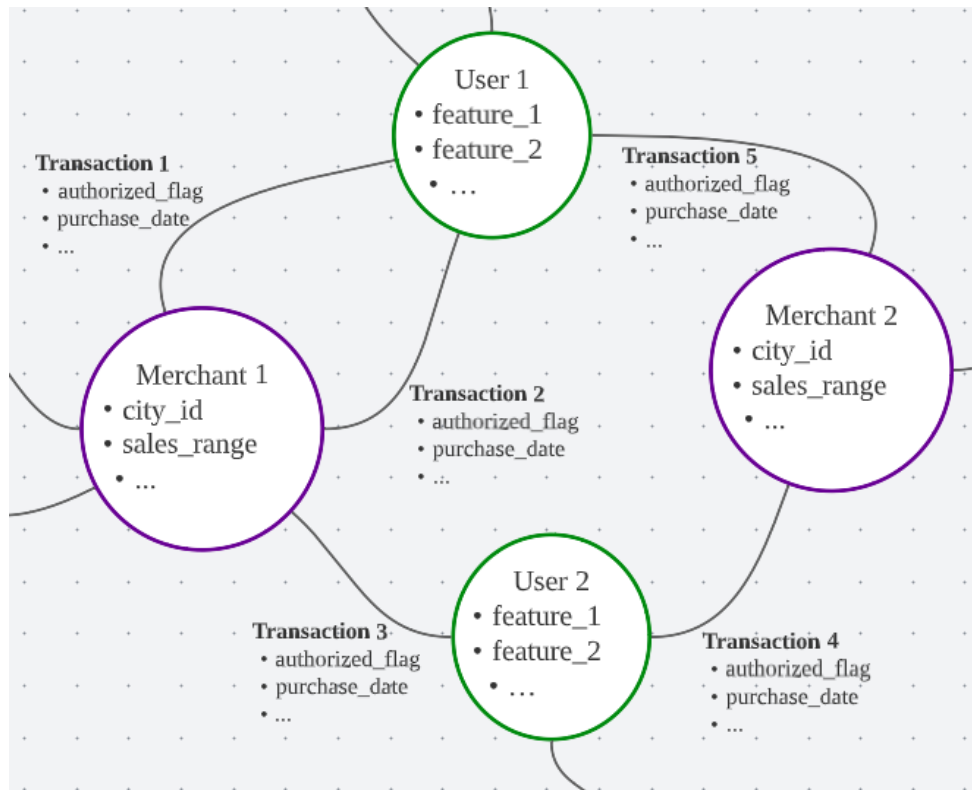 User 1
• feature_1
• feature_2
• ...
Transaction 1
• authorized_flag
• purchase_date
• ...
Transaction 5
• authorized_flag
• purchase_date
• ...
Merchant 1
• city_id
• sales_range
• ...
Merchant 2
• city_id
• sales_range
• ...
Transaction 2
• authorized_flag
• purchase_date
• ...
User 2
• feature_1
• feature_2
• ...
Transaction 3
• authorized_flag
• purchase_date
• ...
Transaction 4
• authorized_flag
• purchase_date
• ...